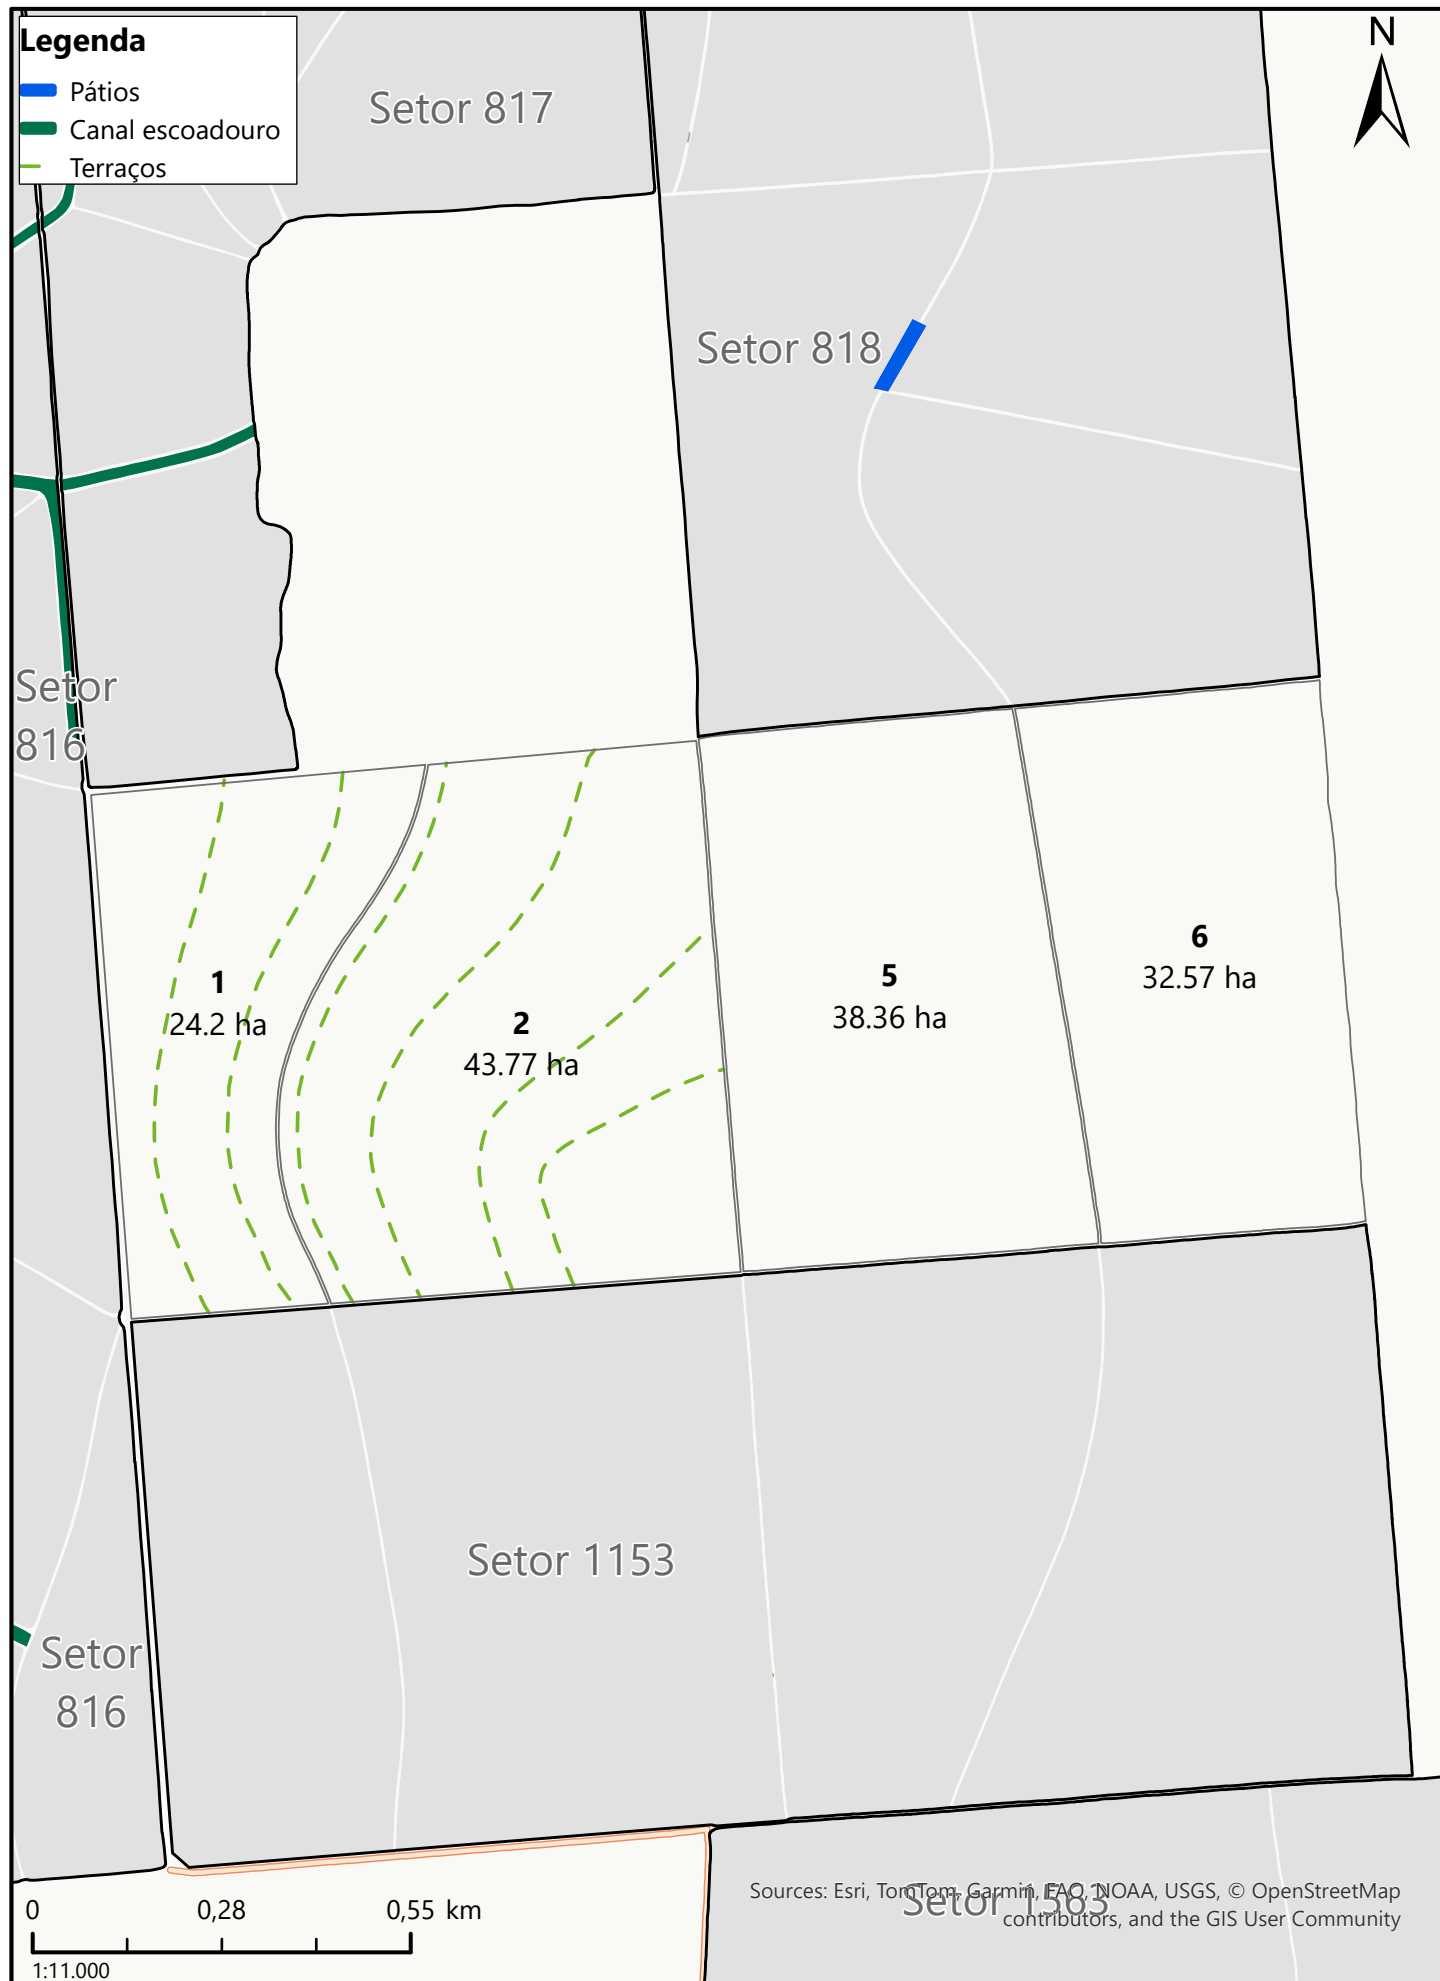 Legenda
Pátios
Canal escoadouro
Terraços
N
Setor 817
Setor 818
Setor
816
1
24.2 ha
2
43.77 ha
5
38.36 ha
6
32.57 ha
Setor 1153
Setor
816
Setor 1563
Sources: Esri, TomTom, Garmin, FAO, NOAA, USGS, © OpenStreetMap
contributors, and the GIS User Community
0 0,28 0,55 km
1:11.000